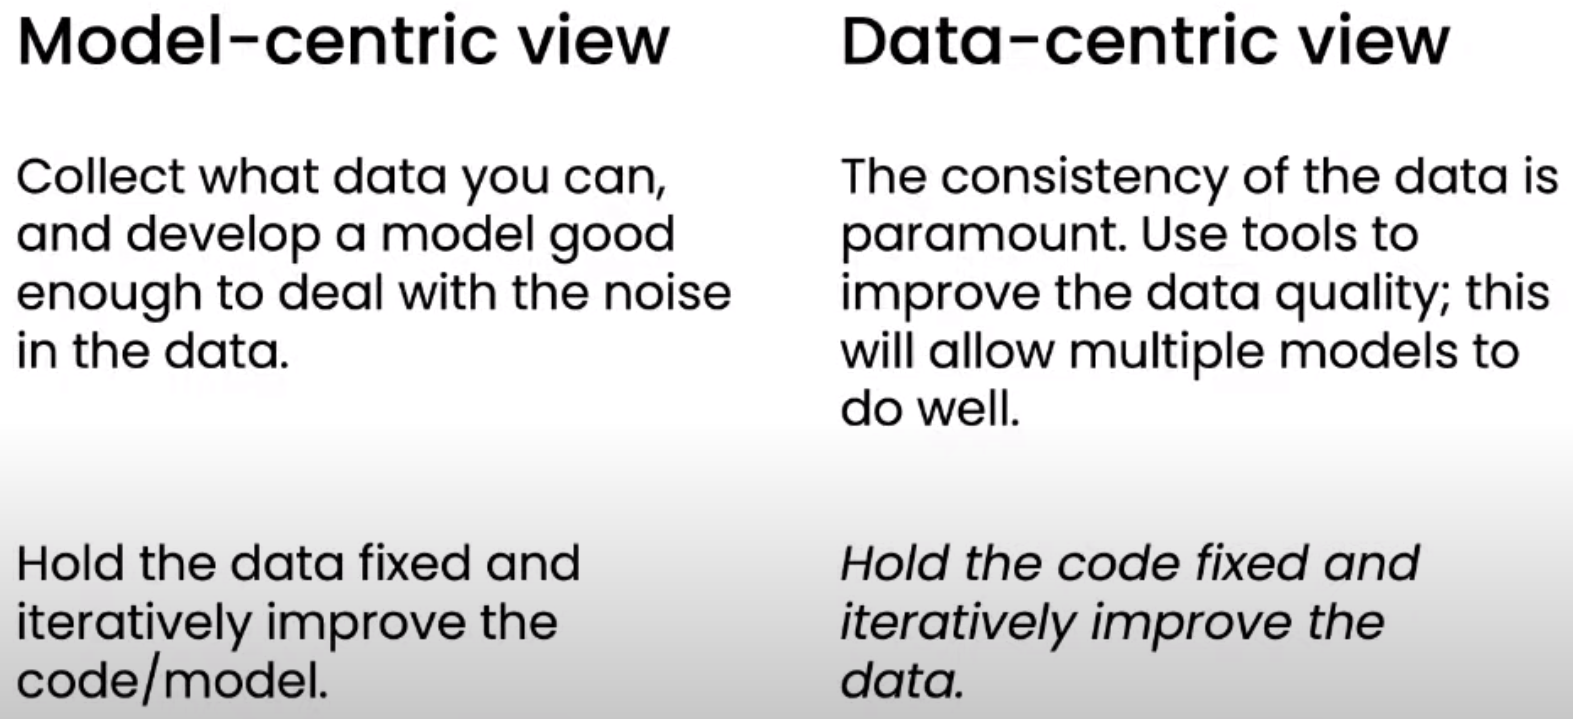 Model-centric view
Collect what data you can,
and develop a model good
enough to deal with the noise
in the data.
Hold the data fixed and
iteratively improve the
code/model.
Data-centric view
The consistency of the data is
paramount. Use tools to
improve the data quality; this
will allow multiple models to
do well.
Hold the code fixed and
iteratively improve the
data.